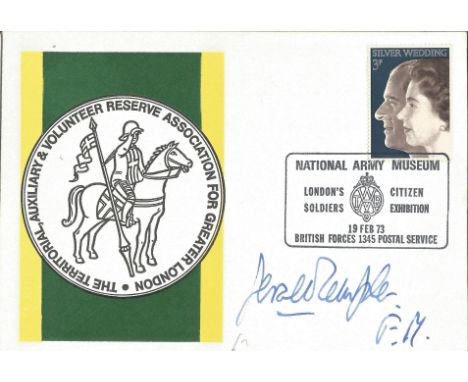 THE TERRITORIAL, AUXILIARY & VOLUNTEER RESERVE ASSOCIATION FOR GREATER LONDON •
SILVER WEDDING
3P
NATIONAL ARMY MUSEUM
LONDON'S CITIZEN
SOLDIERS EXHIBITION
19 FEB 73
BRITISH FORCES 1345 POSTAL SERVICE
Gerald Templer
F.M.